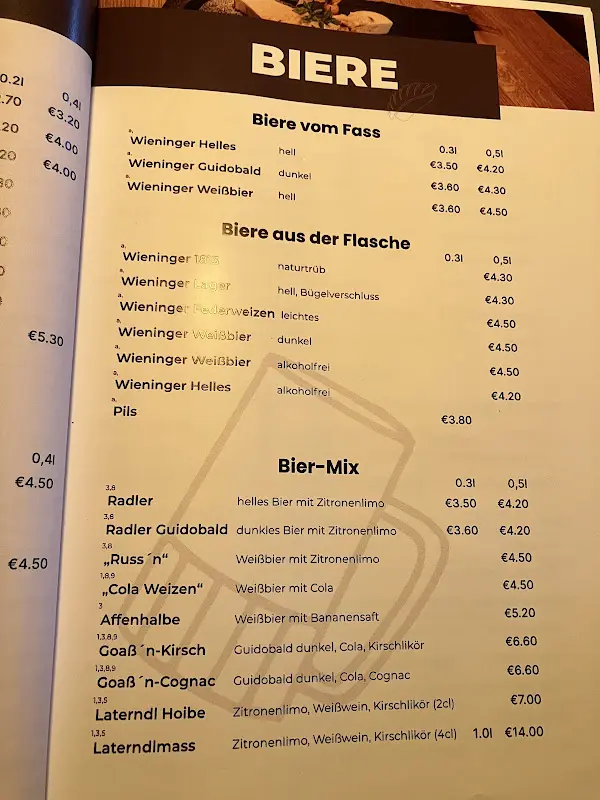 0.2l 0,4l
€3.20
€4.00
€4.00
€5.30
0,4l
€4.50
€4.50
BIERE
Biere vom Fass
0.3l 0,5l
a, Wieninger Helles hell €3.50 €4.20
a, Wieninger Guidobald dunkel €3.60 €4.30
a, Wieninger Weißbier hell €3.60 €4.50
Biere aus der Flasche
0.3l 0,5l
a, Wieninger naturtrüb €4.30
a, Wieninger Lager hell, Bügelverschluss €4.30
a, Wieninger Federweizen leichtes €4.50
a, Wieninger Weißbier dunkel €4.50
a, Wieninger Weißbier alkoholfrei €4.50
a, Wieninger Helles alkoholfrei €4.20
a, Pils €3.80
Bier-Mix
0.3l 0,5l
3,8
Radler helles Bier mit Zitronenlimo €3.50 €4.20
3,8
Radler Guidobald dunkles Bier mit Zitronenlimo €3.60 €4.20
3,8
„Russ´n“ Weißbier mit Zitronenlimo €4.50
1,8,9
„Cola Weizen“ Weißbier mit Cola €4.50
3
Affenhalbe Weißbier mit Bananensaft €5.20
1,3,8,9
Goaß´n-Kirsch Guidobald dunkel, Cola, Kirschlikör €6.60
1,3,8,9
Goaß´n-Cognac Guidobald dunkel, Cola, Cognac €6.60
1,3,5
Laterndl Hoibe Zitronenlimo, Weißwein, Kirschlikör (2cl) €7.00
1,3,5
Laterndlmass Zitronenlimo, Weißwein, Kirschlikör (4cl) 1.0l €14.00